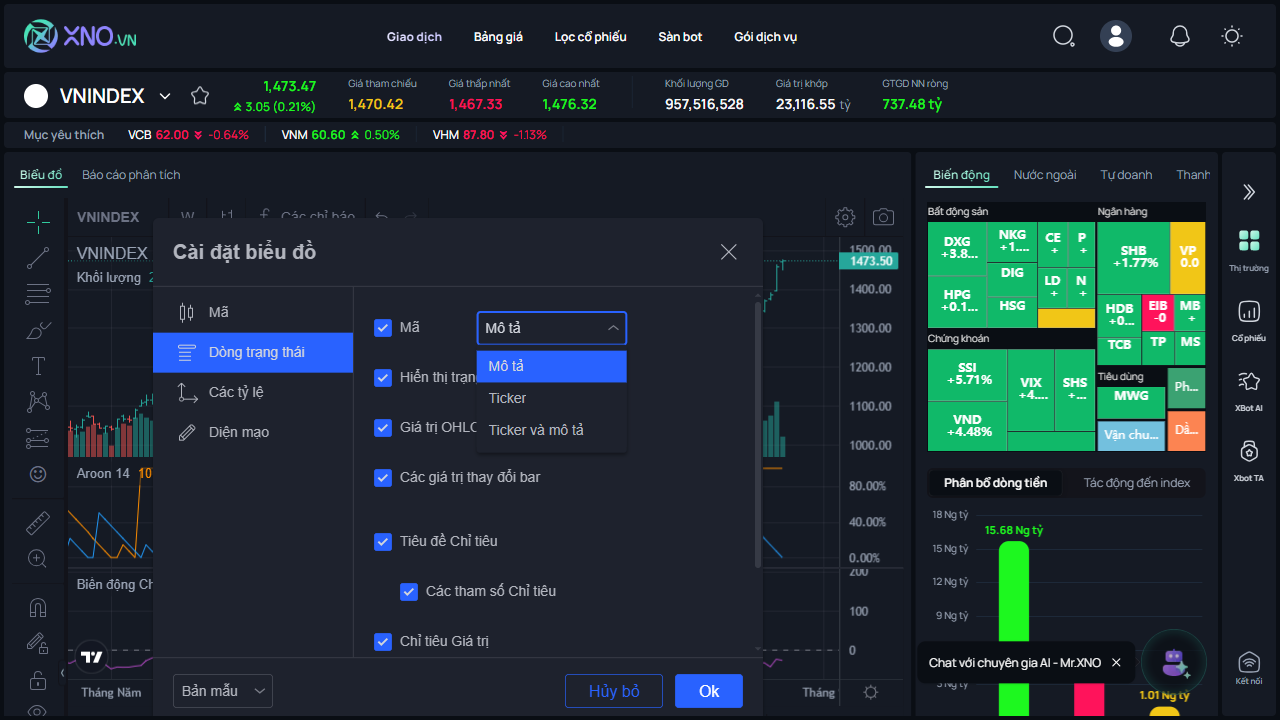 XNO.VN
Giao dịch
Bảng giá
Lọc cổ phiếu
Sàn bot
Gói dịch vụ
VNINDEX
1,473.47
3.05 (0.21%)
Giá tham chiếu
1,470.42
Giá thấp nhất
1,467.33
Giá cao nhất
1,476.32
Khối lượng GD
957,516,528
Giá trị khớp
23,116.55 tỷ
GTGD NN ròng
737.48 tỷ
Mục yêu thích
VCB 62.00 -0.64%
VNM 60.60 0.50%
VHM 87.80 -1.13%
Biểu đồ
Báo cáo phân tích
VNINDEX
W
Các chỉ báo
VNINDEX
Khối lượng 2
Aroon 14 10
Biên động Ch
Tháng Năm
Cài đặt biểu đồ
Mã
Dòng trạng thái
Các tỷ lệ
Diện mạo
Mã
Mô tả
Mô tả
Ticker
Ticker và mô tả
Hiển thị trạng
Giá trị OHLC
Các giá trị thay đổi bar
Tiêu đề Chỉ tiêu
Các tham số Chỉ tiêu
Chỉ tiêu Giá trị
Bản mẫu
Hủy bỏ
Ok
1500.00
1473.50
1400.00
1300.00
1200.00
1100.00
1000.00
80.00%
40.00%
0.00%
200
100
0
Tháng
Biến động
Nước ngoài
Tự doanh
Thanh
Bất động sản
DXG
+3.8...
NKG
+1....
CE
+
P
+
DIG
HPG
+0.1...
HSG
LD
+
N
+
Ngân hàng
SHB
+1.77%
VP
0.0
HDB
+0...
EIB
-0
MB
+
TCB
TP
MS
Chứng khoán
SSI
+5.71%
VIX
+4....
SHS
+...
VND
+4.48%
Tiêu dùng
MWG
Ph...
Vận chu...
Dầ...
Phân bổ dòng tiền
Tác động đến index
18 Ng tỷ
15.68 Ng tỷ
15 Ng tỷ
12 Ng tỷ
9 Ng tỷ
3 Ng tỷ
1.01 Ng tỷ
Chat với chuyên gia AI - Mr.XNO
Thị trường
Cổ phiếu
XBot AI
Xbot TA
Kết nối